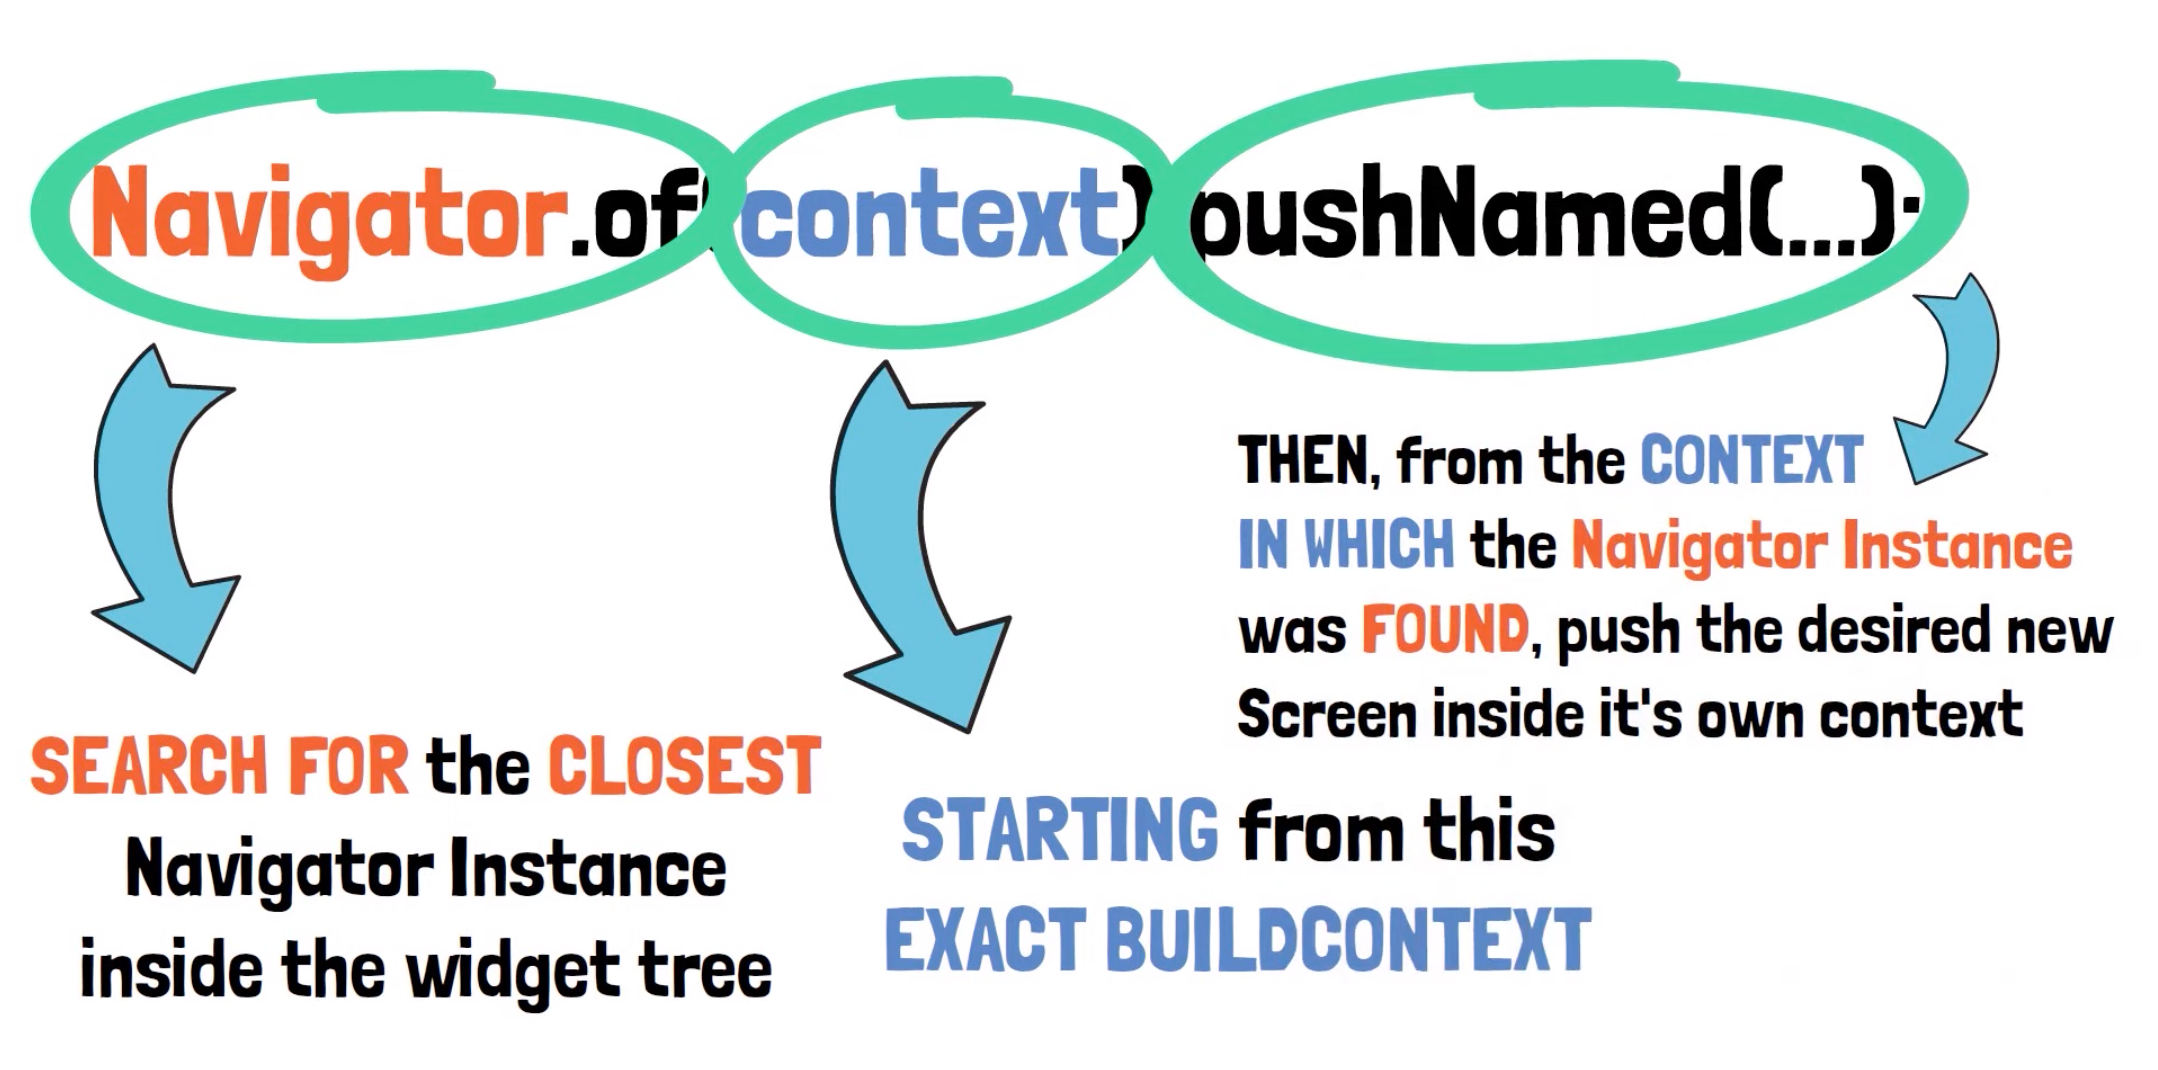 Navigator.of(context).pushNamed(...);
THEN, from the CONTEXT
IN WHICH the Navigator Instance
was FOUND, push the desired new
Screen inside it's own context
SEARCH FOR the CLOSEST
Navigator Instance
inside the widget tree
STARTING from this
EXACT BUILDCONTEXT